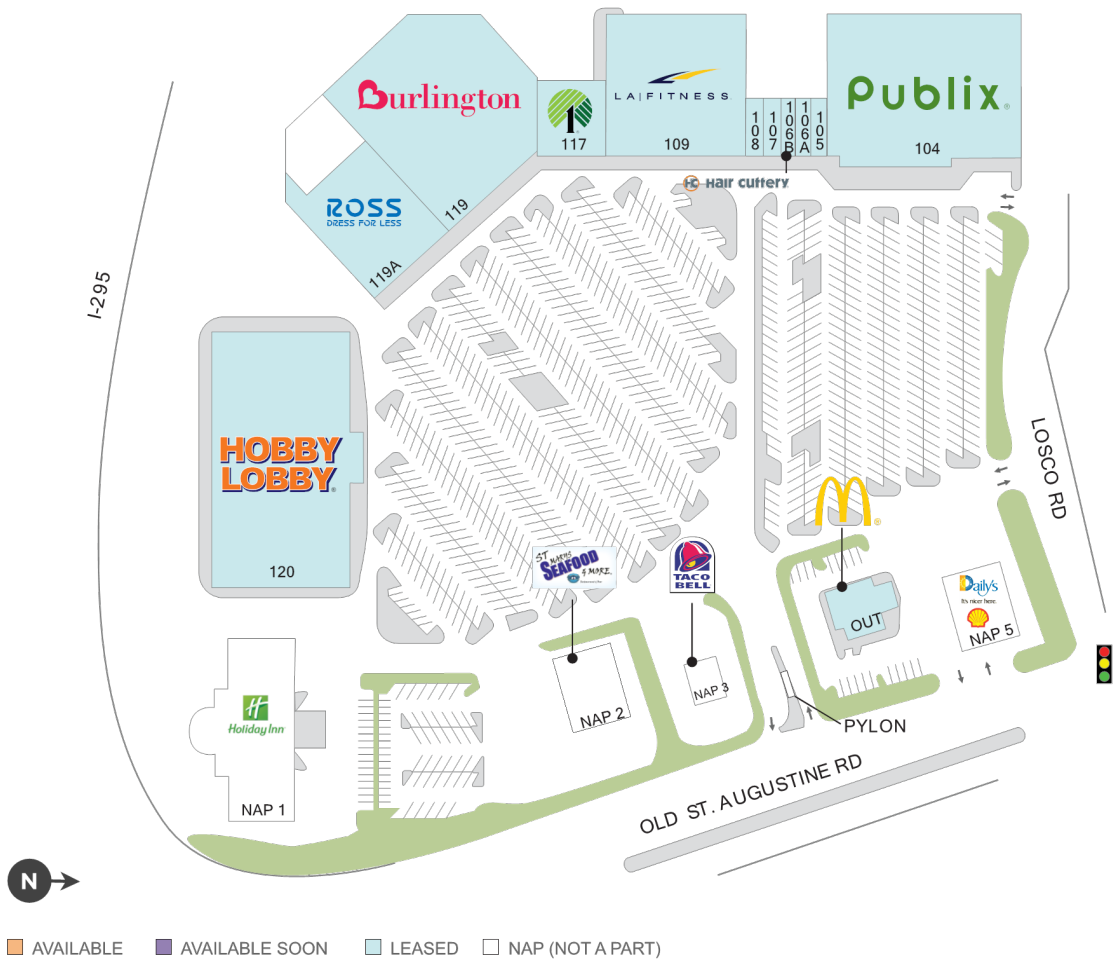 Burlington
1
117
LA|FITNESS
109
108
107
106B
106A
105
Publix
104
HC Hair Cuttery
ROSS
DRESS FOR LESS
119
119A
I-295
HOBBY
LOBBY
120
LOSCO RD
ST
MARYS
SEAFOOD
& MORE
TACO
BELL
OUT
Daily's
It's nicer here.
NAP 5
NAP 2
NAP 3
PYLON
H
Holiday Inn
NAP 1
OLD ST. AUGUSTINE RD
N
AVAILABLE
AVAILABLE SOON
LEASED
NAP (NOT A PART)